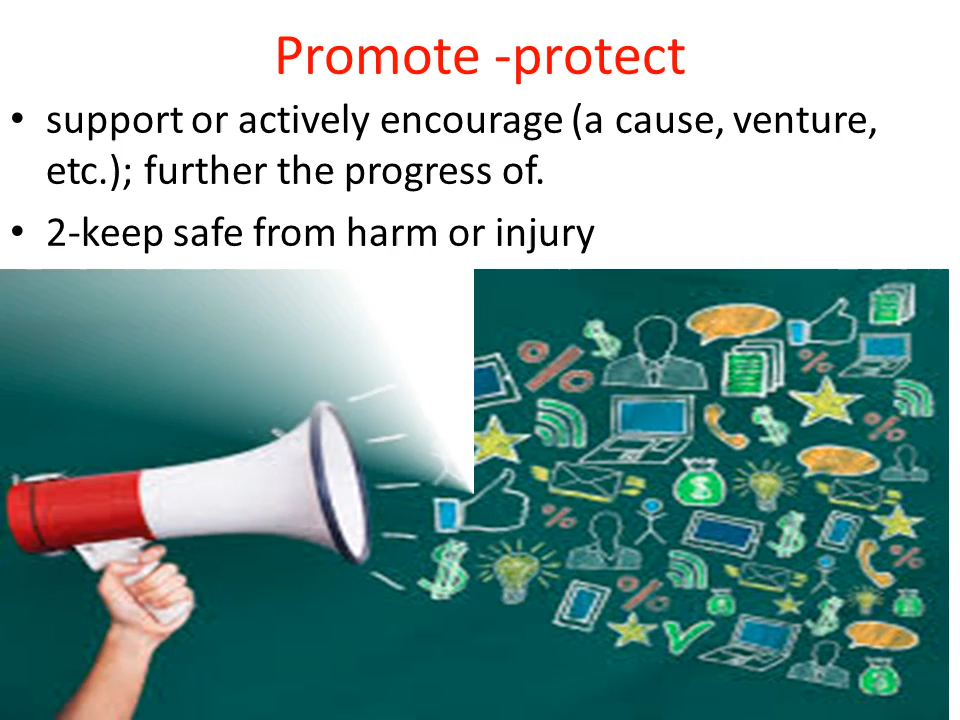 Promote -protect
• support or actively encourage (a cause, venture,
etc.); further the progress of.
• 2-keep safe from harm or injury